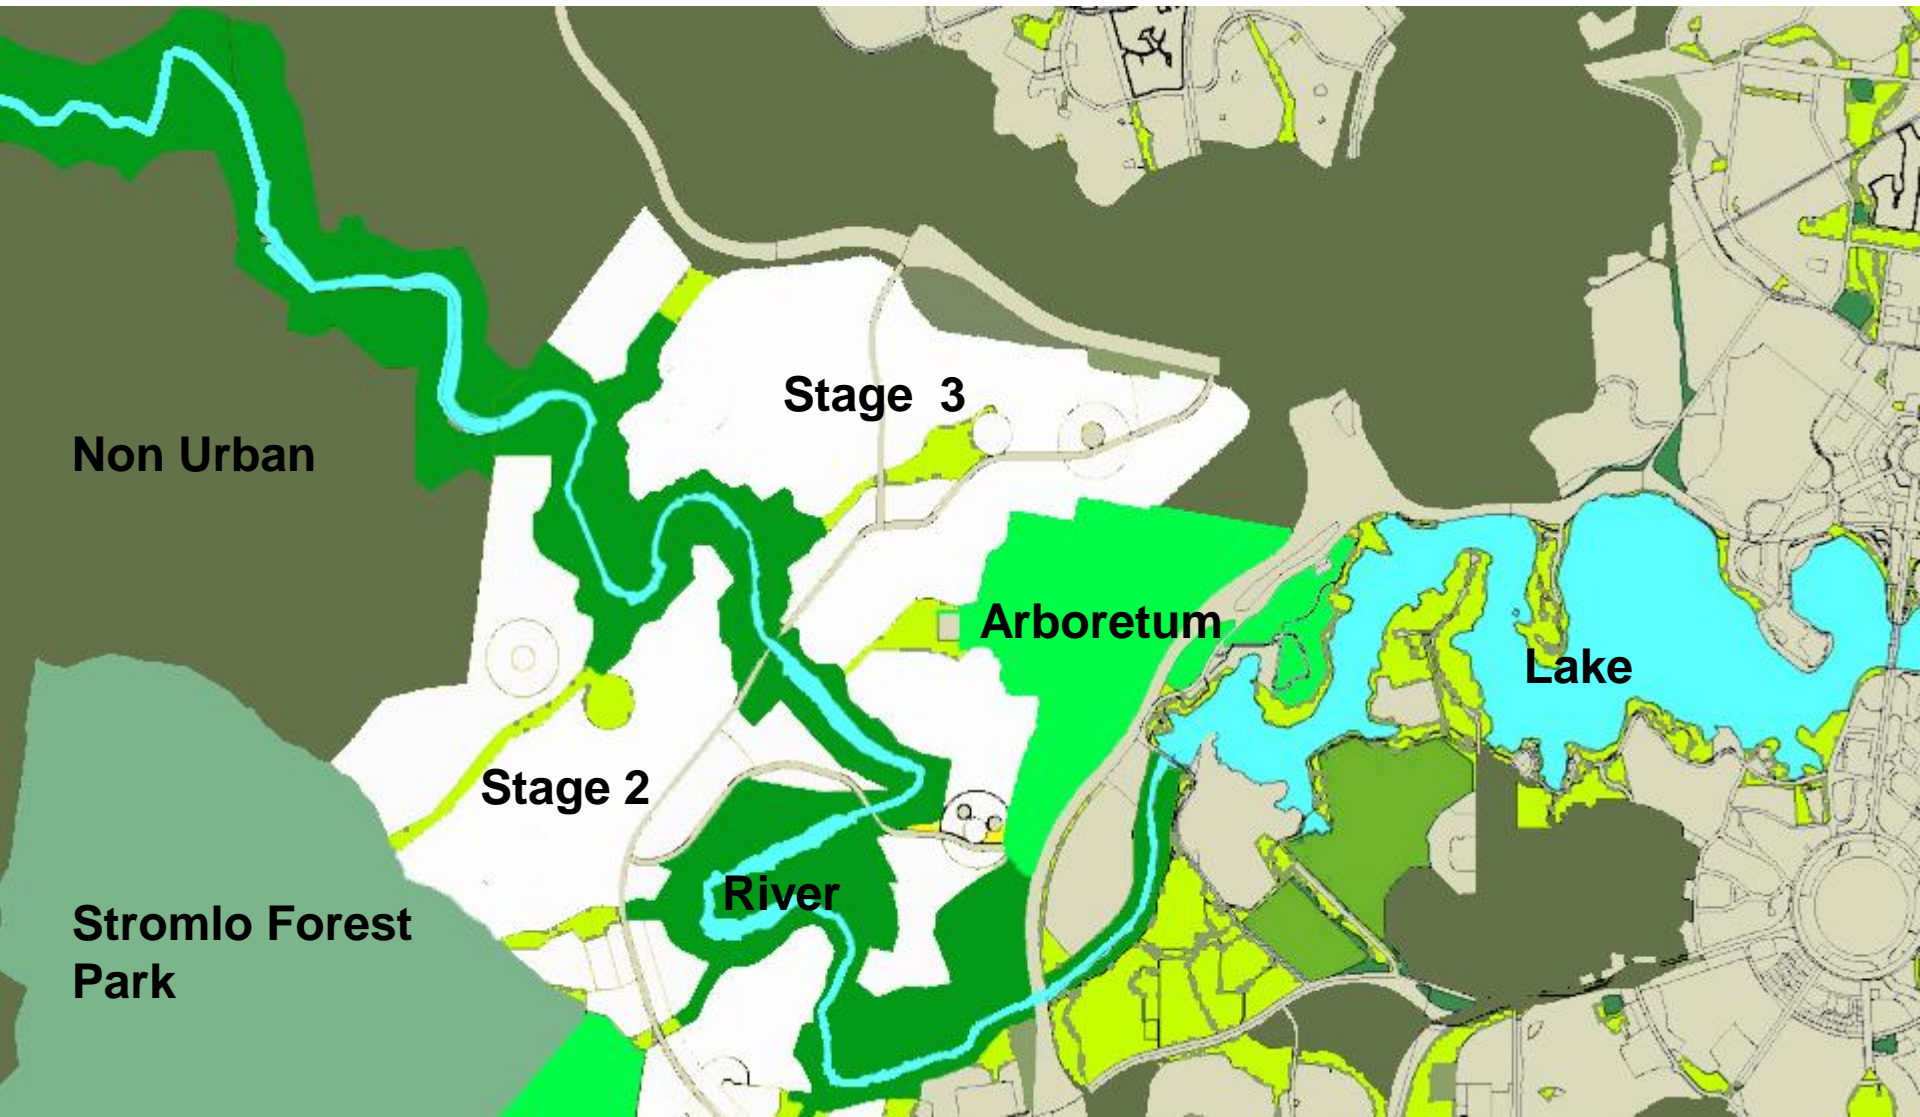 Stage 3
Non Urban
Arboretum
Lake
Stage 2
River
Stromlo Forest
Park